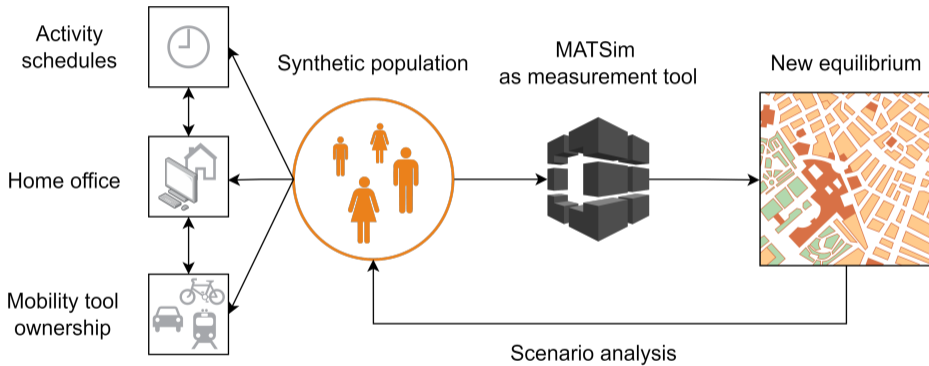 Activity
schedules
Home office
Mobility tool
ownership
Synthetic population
MATSim
as measurement tool
New equilibrium
Scenario analysis